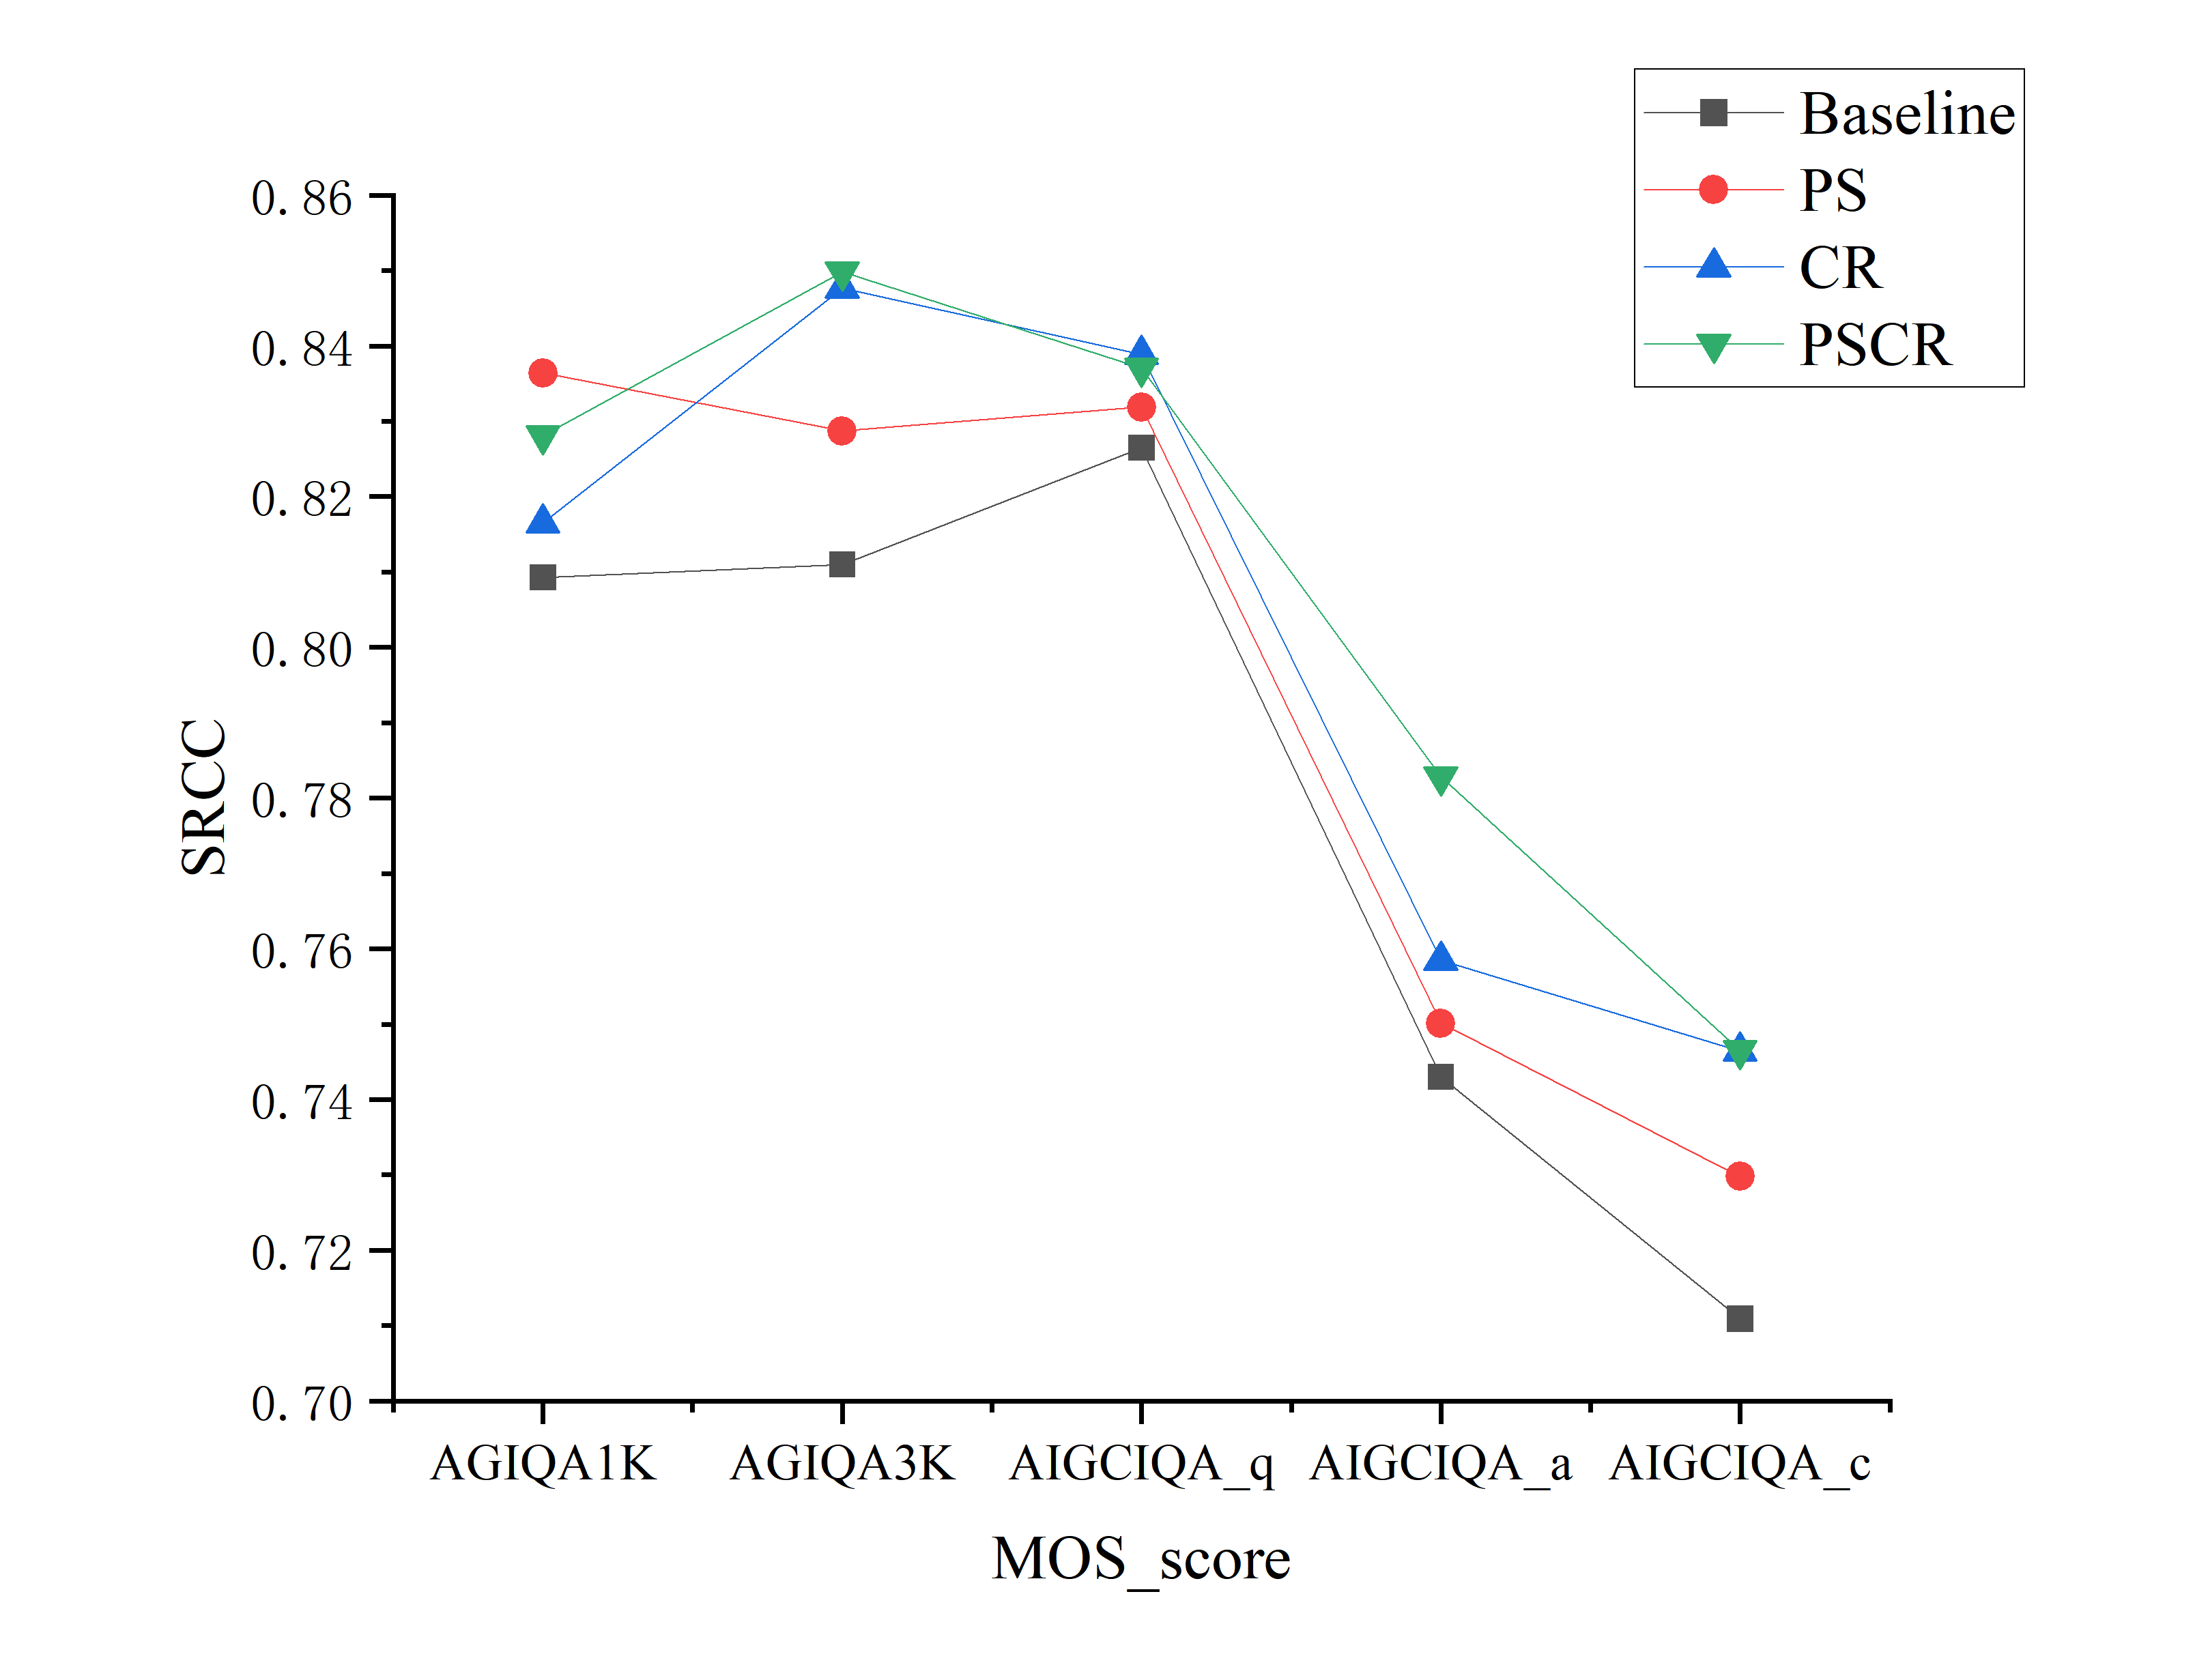 Baseline
PS
CR
PSCR
0.86
0.84
0.82
0.80
0.78
0.76
0.74
0.72
0.70
SRCC
AGIQA1K AGIQA3K AIGCIQA_q AIGCIQA_a AIGCIQA_c
MOS_score